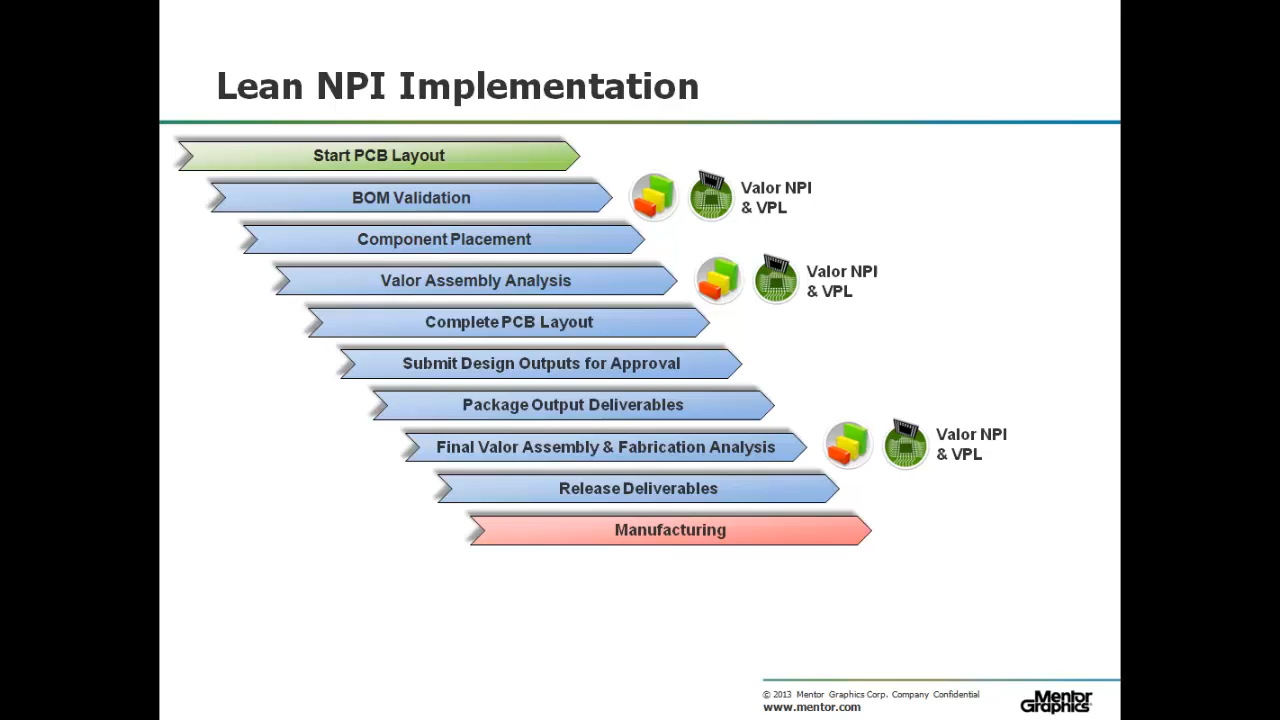 Lean NPI Implementation
Start PCB Layout
BOM Validation
Valor NPI
& VPL
Component Placement
Valor Assembly Analysis
Valor NPI
& VPL
Complete PCB Layout
Submit Design Outputs for Approval
Package Output Deliverables
Final Valor Assembly & Fabrication Analysis
Valor NPI
& VPL
Release Deliverables
Manufacturing
© 2013 Mentor Graphics Corp. Company Confidential
www.mentor.com
Mentor
Graphics